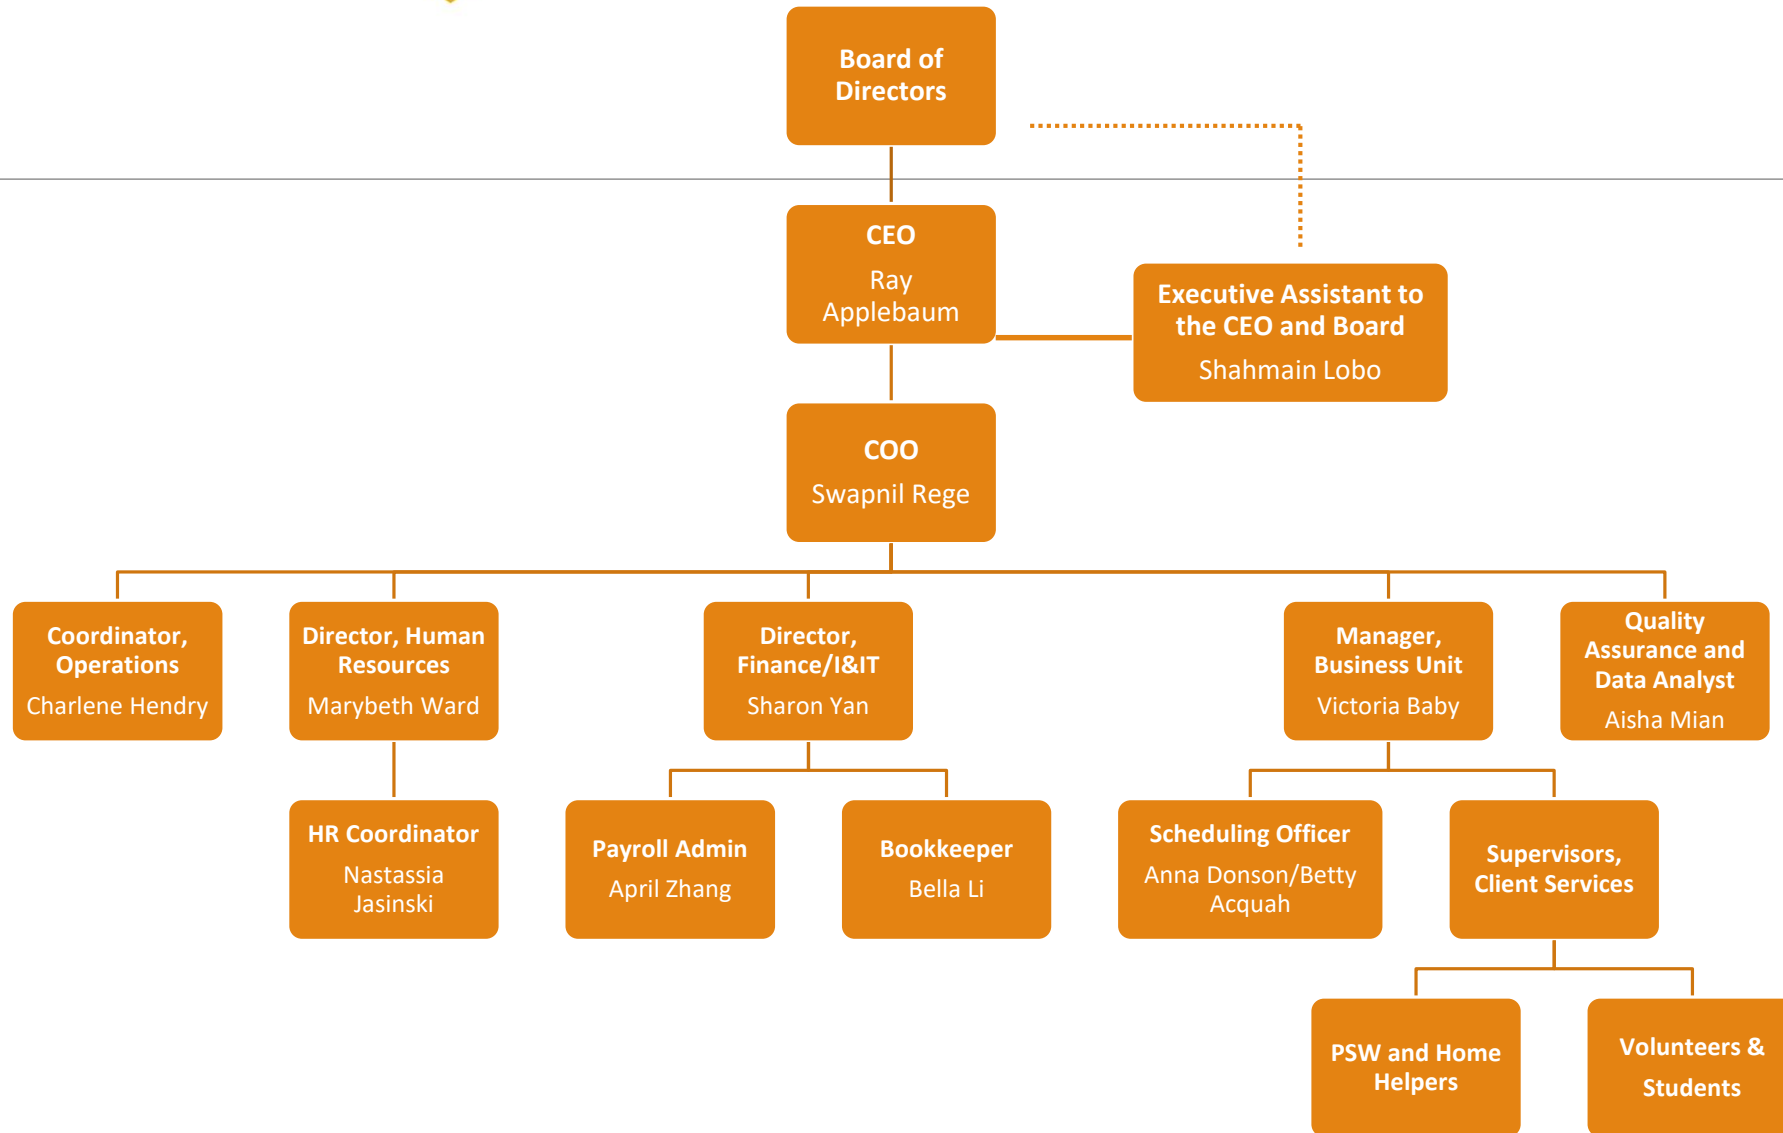 Board of
Directors
CEO
Ray
Applebaum
Executive Assistant to
the CEO and Board
Shahmain Lobo
COO
Swapnil Rege
Coordinator,
Operations
Charlene Hendry
Director, Human
Resources
Marybeth Ward
Director,
Finance/I&IT
Sharon Yan
Manager,
Business Unit
Victoria Baby
Quality
Assurance and
Data Analyst
Aisha Mian
HR Coordinator
Nastassia
Jasinski
Payroll Admin
April Zhang
Bookkeeper
Bella Li
Scheduling Officer
Anna Donson/Betty
Acquah
Supervisors,
Client Services
PSW and Home
Helpers
Volunteers &
Students